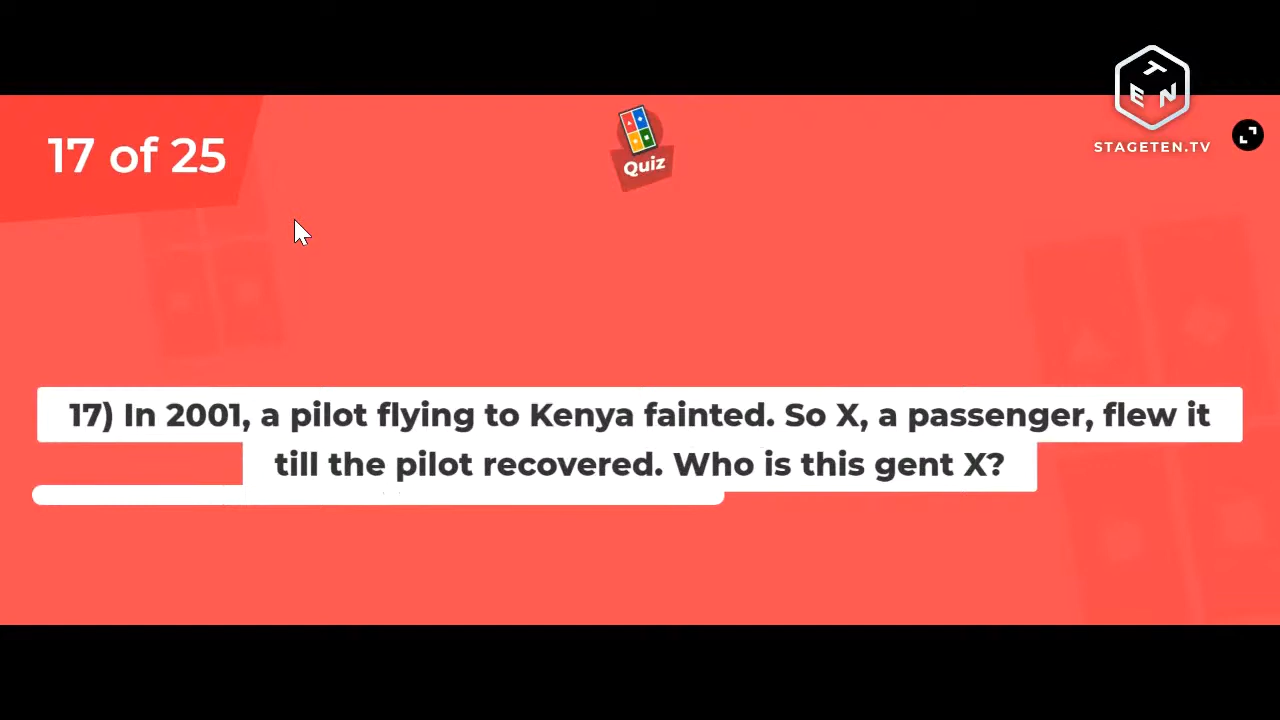 17 of 25
Quiz
TEN
STAGETEN.TV
17) In 2001, a pilot flying to Kenya fainted. So X, a passenger, flew it
till the pilot recovered. Who is this gent X?